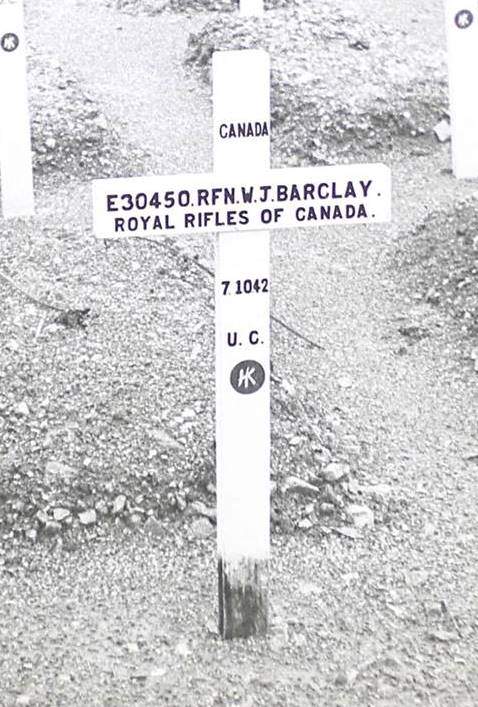 CANADA
E30450.RFN.W.J.BARCLAY.
ROYAL RIFLES OF CANADA.
7.1042
U. C.
HK